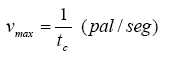 v_max = 1/t_c (pal/seg)